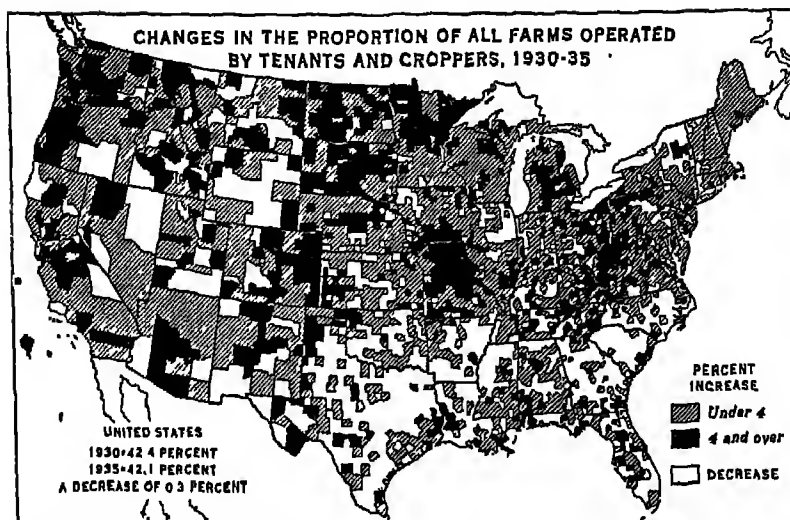 CHANGES IN THE PROPORTION OF ALL FARMS OPERATED
BY TENANTS AND CROPPERS, 1930-35
PERCENT
INCREASE
Under 4
4 and over
DECREASE
UNITED STATES
1930=42.4 PERCENT
1935=42.1 PERCENT
A DECREASE OF 0.3 PERCENT